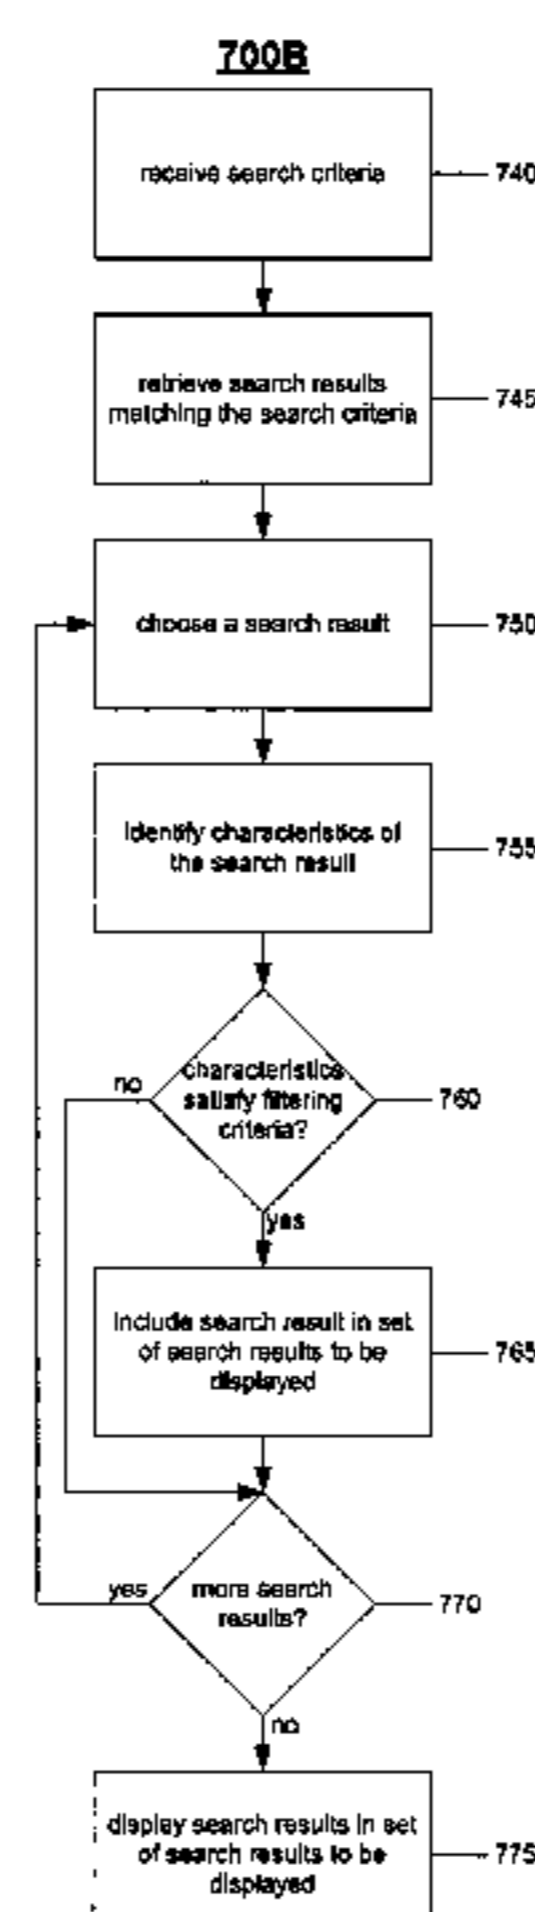 700B
receive search criteria
740
retrieve search results
matching the search criteria
745
choose a search result
750
identify characteristics of
the search result
755
no
characteristics
satisfy filtering
criteria?
760
yes
include search result in set
of search results to be
displayed
765
yes
more search
results?
770
no
display search results in set
of search results to be
displayed
775